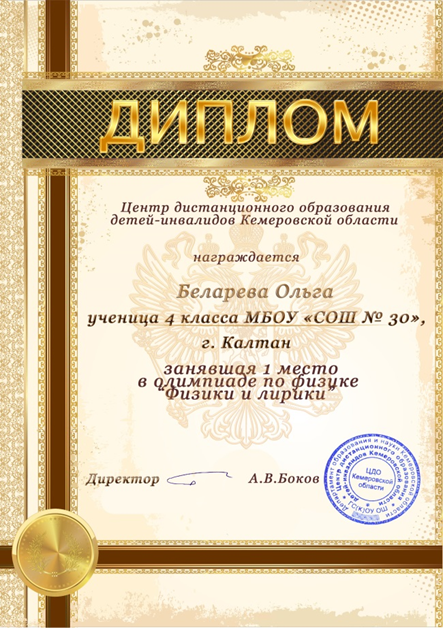 ДИПЛОМ
Центр дистанционного образования
детей-инвалидов Кемеровской области
награждается
Беларева Ольга
ученица 4 класса МБОУ «СОШ № 30»,
г. Калтан
занявшая 1 место
в олимпиаде по физике
"Физики и лирики"
Директор А.В.Боков
ЦДО
Кемеровской
области